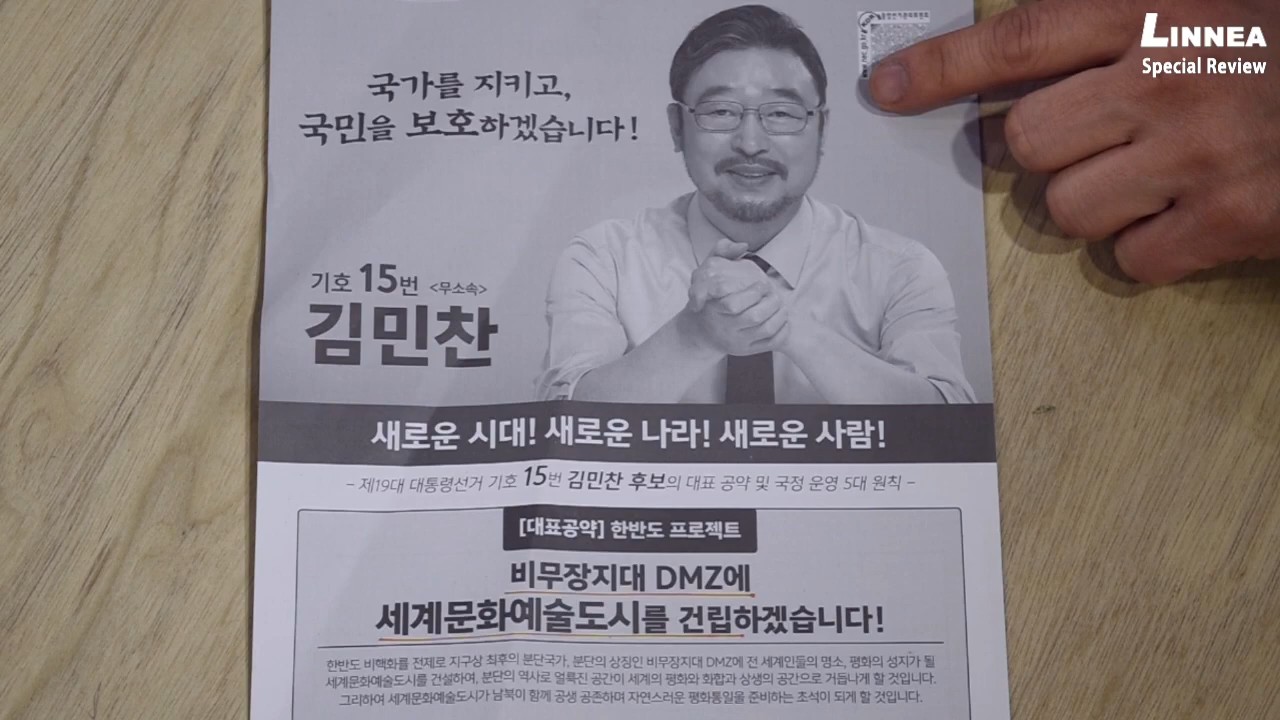 LINNEA
Special Review
국가를 지키고,
국민을 보호하겠습니다!
기호 15번 <무소속>
김민찬
새로운 시대! 새로운 나라! 새로운 사람!
– 제19대 대통령선거 기호 15번 김민찬 후보의 대표 공약 및 국정 운영 5대 원칙 –
[대표공약] 한반도 프로젝트
비무장지대 DMZ에
세계문화예술도시를 건립하겠습니다!
한반도 비핵화를 전제로 지구상 최후의 분단국가, 분단의 상징인 비무장지대 DMZ에 전 세계인들의 명소, 평화의 성지가 될
세계문화예술도시를 건설하여, 분단의 역사로 얼룩진 공간이 세계의 평화와 화합과 상생의 공간으로 거듭나게 할 것입니다.
그리하여 세계문화예술도시가 남북이 함께 공생 공존하며 자연스러운 평화통일을 준비하는 초석이 되게 할 것입니다.